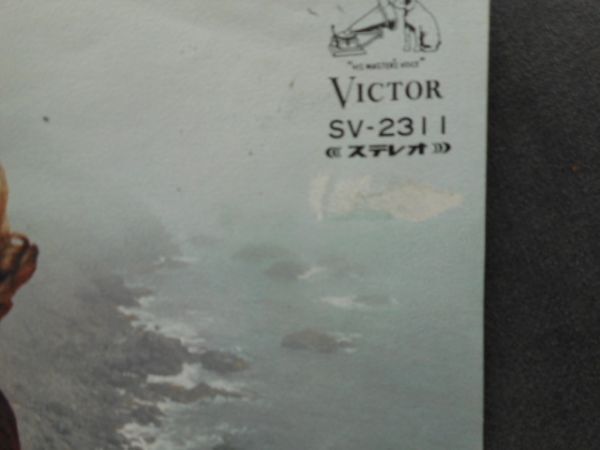 "HIS MASTER'S VOICE"
VICTOR
SV-2311
((( ステレオ )))